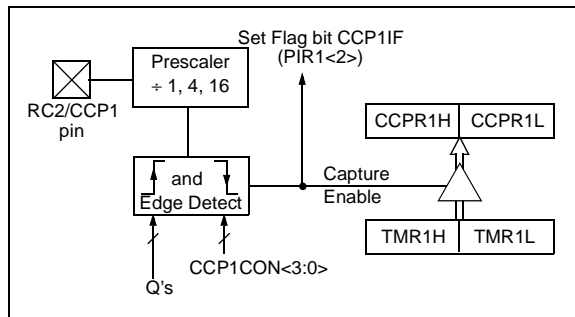 Set Flag bit CCP1IF
(PIR1<2>)
Prescaler
÷ 1, 4, 16
RC2/CCP1
pin
CCPR1H
CCPR1L
and
Edge Detect
Capture
Enable
TMR1H
TMR1L
CCP1CON<3:0>
Q's